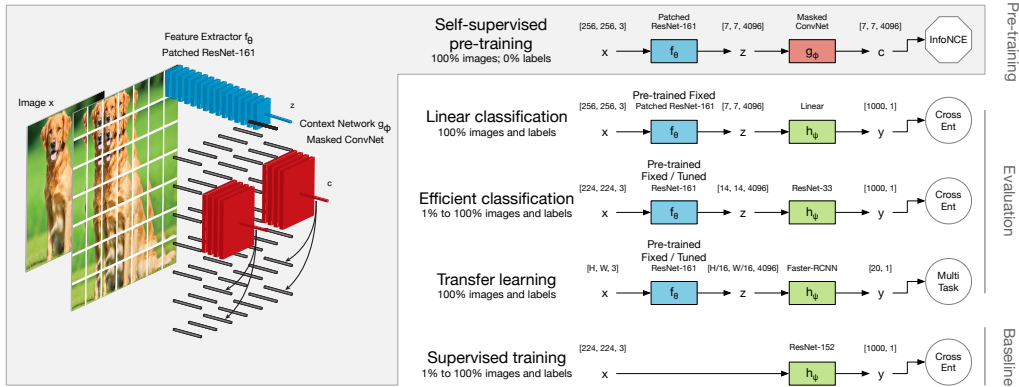 Feature Extractor fθ
Patched ResNet-161
Image x
z
Context Network gΦ
Masked ConvNet
c
Self-supervised
pre-training
100% images; 0% labels
[256, 256, 3]
Patched
ResNet-161
[7, 7, 4096]
Masked
ConvNet
[7, 7, 4096]
x
fθ
z
gΦ
c
InfoNCE
Pre-training
Linear classification
100% images and labels
[256, 256, 3]
Pre-trained Fixed
Patched ResNet-161
[7, 7, 4096]
Linear
[1000, 1]
x
fθ
z
hψ
y
Cross
Ent
Efficient classification
1% to 100% images and labels
[224, 224, 3]
Pre-trained
Fixed / Tuned
ResNet-161
[14, 14, 4096]
ResNet-33
[1000, 1]
x
fθ
z
hψ
y
Cross
Ent
Evaluation
Transfer learning
100% images and labels
[H, W, 3]
Pre-trained
Fixed / Tuned
ResNet-161
[H/16, W/16, 4096]
Faster-RCNN
[20, 1]
x
fθ
z
hψ
y
Multi
Task
Supervised training
1% to 100% images and labels
[224, 224, 3]
ResNet-152
[1000, 1]
x
hψ
y
Cross
Ent
Baseline